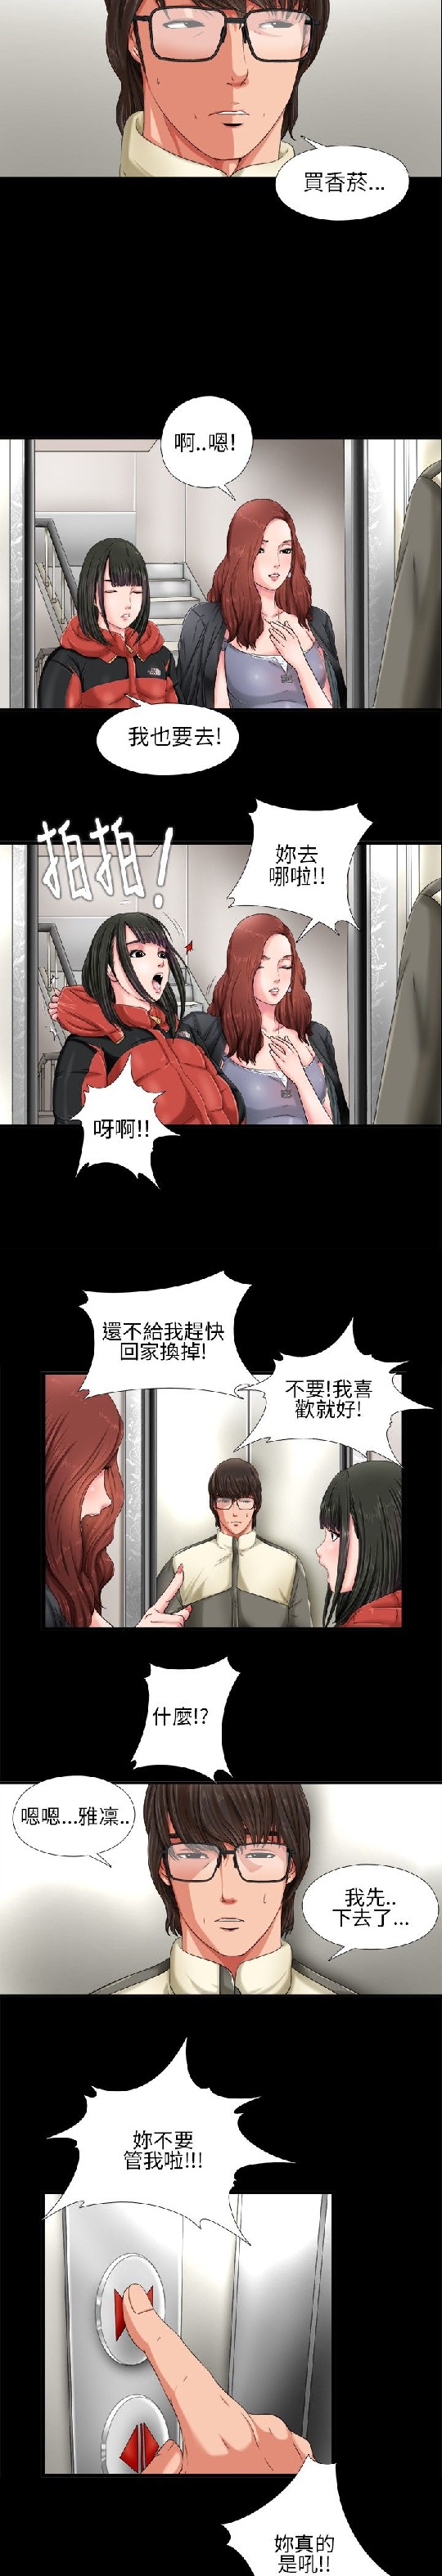 買香菸...
啊..嗯!
我也要去!
拍拍!
妳去
哪啦!!
呀啊!!
還不給我趕快
回家換掉!
不要!我喜
歡就好!
什麼!?
嗯嗯...雅凜..
我先..
下去了...
妳不要
管我啦!!!
妳真的
是吼!!